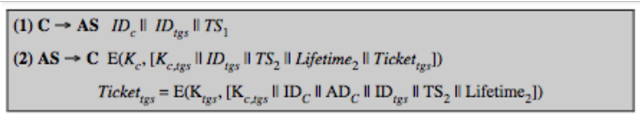 (1) C → AS ID_c || ID_tgs || TS_1
(2) AS → C E(K_c, [K_c,tgs || ID_tgs || TS_2 || Lifetime_2 || Ticket_tgs])
Ticket_tgs = E(K_tgs, [K_c,tgs || ID_C || AD_C || ID_tgs || TS_2 || Lifetime_2])